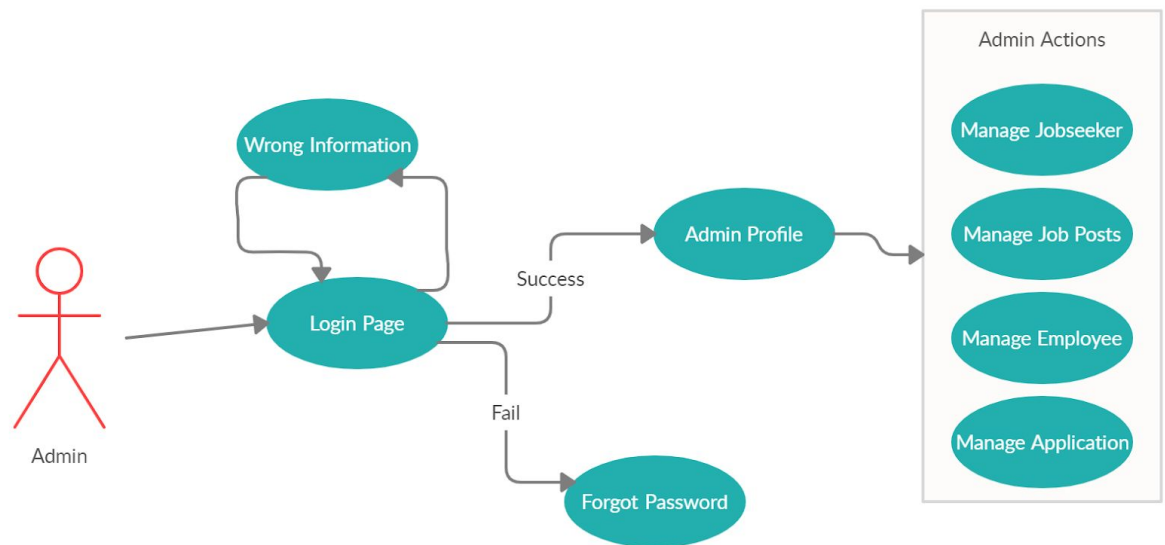 Admin Actions
Manage Jobseeker
Wrong Information
Manage Job Posts
Admin Profile
Success
Login Page
Manage Employee
Fail
Manage Application
Admin
Forgot Password